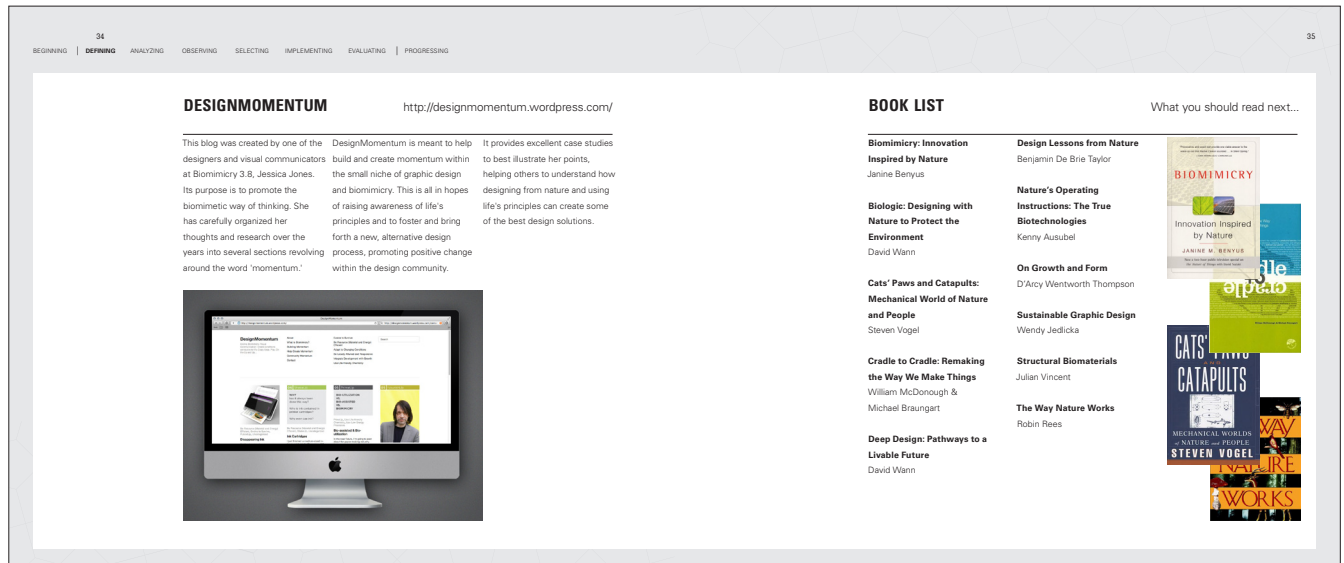 34
35
BEGINNING | DEFINING ANALYZING OBSERVING SELECTING IMPLEMENTING EVALUATING | PROGRESSING
DESIGNMOMENTUM
http://designmomentum.wordpress.com/
This blog was created by one of the
designers and visual communicators
at Biomimicry 3.8, Jessica Jones.
Its purpose is to promote the
biomimetic way of thinking. She
has carefully organized her
thoughts and research over the
years into several sections revolving
around the word 'momentum.'
DesignMomentum is meant to help
build and create momentum within
the small niche of graphic design
and biomimicry. This is all in hopes
of raising awareness of life's
principles and to foster and bring
forth a new, alternative design
process, promoting positive change
within the design community.
It provides excellent case studies
to best illustrate her points,
helping others to understand how
designing from nature and using
life's principles can create some
of the best design solutions.
DesignMomentum
BOOK LIST
What you should read next...
Biomimicry: Innovation
Inspired by Nature
Janine Benyus
Biologic: Designing with
Nature to Protect the
Environment
David Wann
Cats' Paws and Catapults:
Mechanical World of Nature
and People
Steven Vogel
Cradle to Cradle: Remaking
the Way We Make Things
William McDonough &
Michael Braungart
Deep Design: Pathways to a
Livable Future
David Wann
Design Lessons from Nature
Benjamin De Brie Taylor
Nature's Operating
Instructions: The True
Biotechnologies
Kenny Ausubel
On Growth and Form
D'Arcy Wentworth Thompson
Sustainable Graphic Design
Wendy Jedlicka
Structural Biomaterials
Julian Vincent
The Way Nature Works
Robin Rees
BIOMIMICRY
Innovation Inspired
by Nature
JANINE M. BENYUS
cradle
CATS' PAWS
AND
CATAPULTS
MECHANICAL WORLDS
of NATURE and PEOPLE
STEVEN VOGEL
WAY
NATURE
WORKS